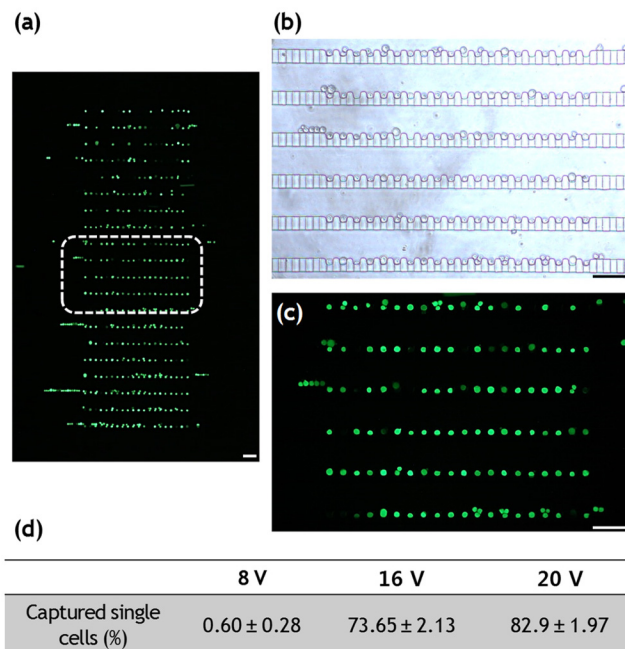 (a)
(b)
(c)
(d)
8 V 16 V 20 V
Captured single
cells (%)
0.60 ± 0.28 73.65 ± 2.13 82.9 ± 1.97